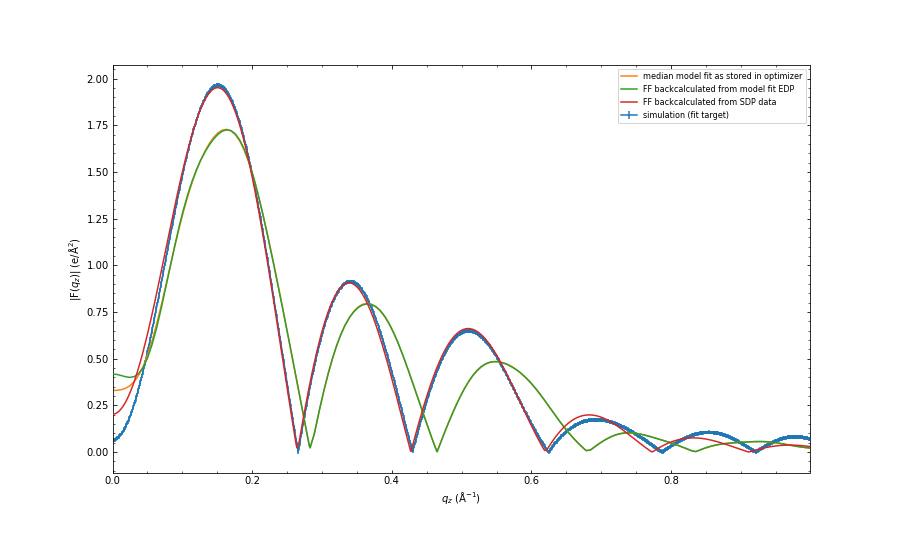 median model fit as stored in optimizer
FF backcalculated from model fit EDP
FF backcalculated from SDP data
simulation (fit target)
|F(q_z)| (e/Å²)
2.00
1.75
1.50
1.25
1.00
0.75
0.50
0.25
0.00
0.0 0.2 0.4 0.6 0.8
q_z (Å⁻¹)